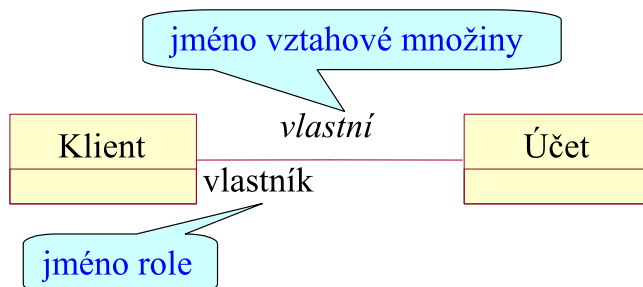 jméno vztahové množiny
vlastní
Klient
Účet
vlastník
jméno role